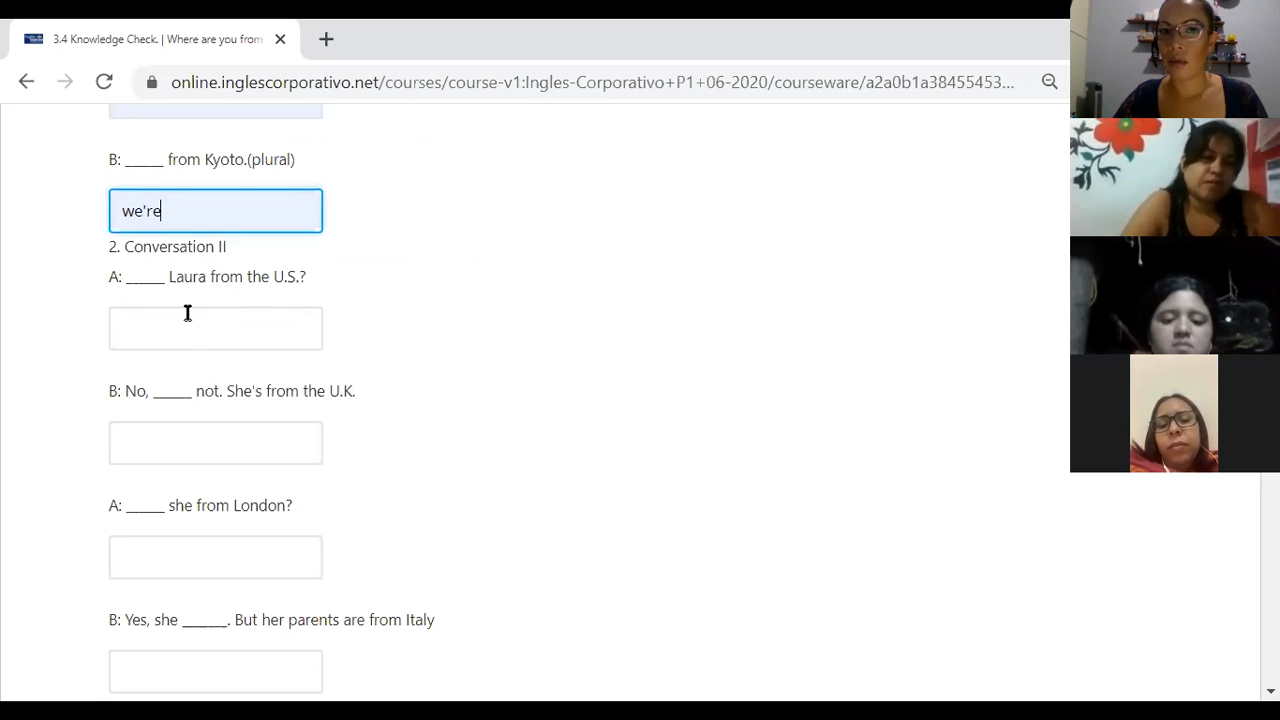 3.4 Knowledge Check. | Where are you from
online.inglescorporativo.net/courses/course-v1:Ingles-Corporativo+P1+06-2020/courseware/a2a0b1a38455453...
B: _____ from Kyoto.(plural)
we're
2. Conversation II
A: _____ Laura from the U.S.?
B: No, _____ not. She's from the U.K.
A: _____ she from London?
B: Yes, she ______. But her parents are from Italy